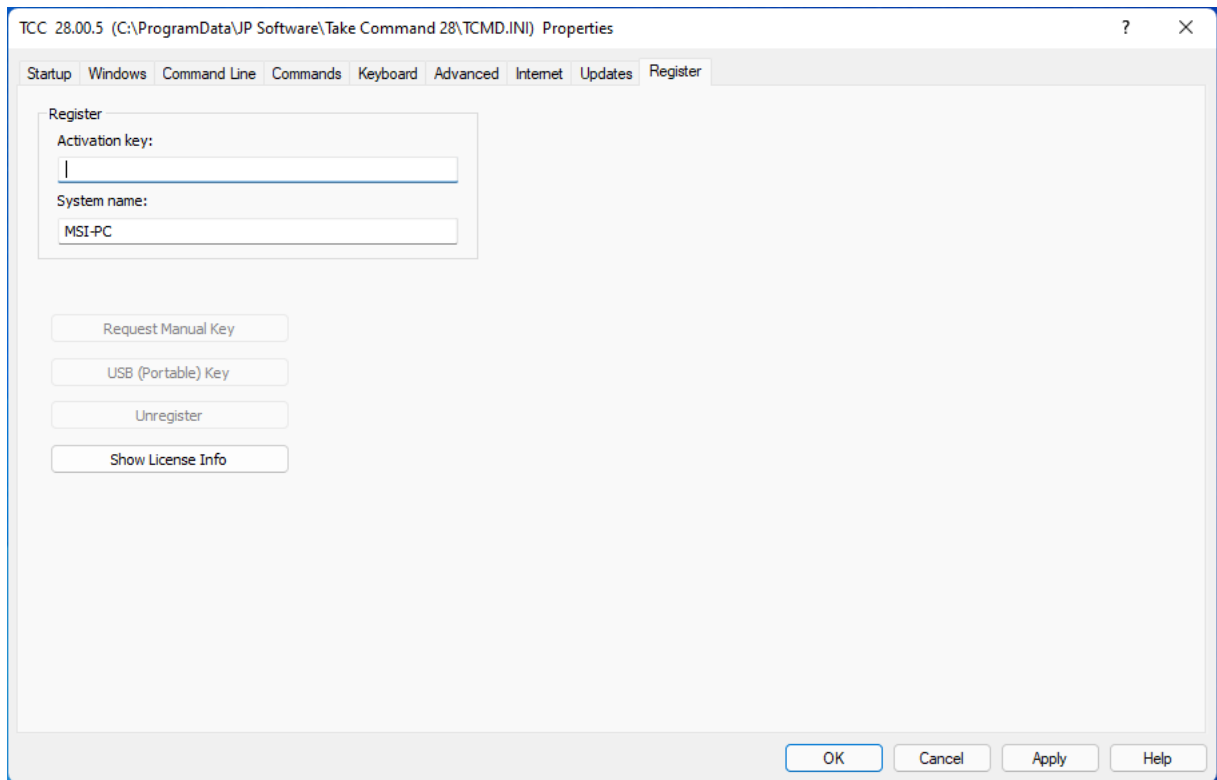 TCC 28.00.5 (C:\ProgramData\JP Software\Take Command 28\TCMD.INI) Properties ?
Startup Windows Command Line Commands Keyboard Advanced Internet Updates Register
Register
Activation key:
System name:
MSI-PC
Request Manual Key
USB (Portable) Key
Unregister
Show License Info
OK Cancel Apply Help